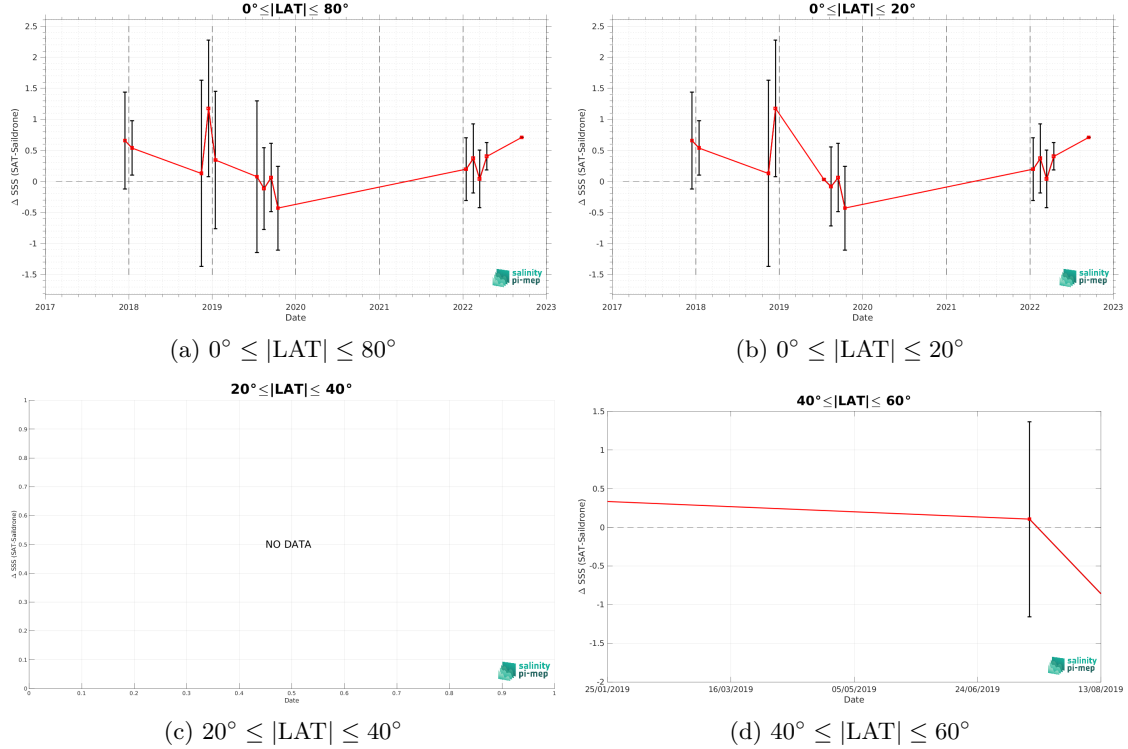 0°≤|LAT|≤ 80°
Δ SSS (SAT-Saildrone)
2.5
2
1.5
1
0.5
0
-0.5
-1
-1.5
2017 2018 2019 2020 2021 2022 2023
Date
salinity
pi-mep
(a) 0° ≤ |LAT| ≤ 80°
0°≤|LAT|≤ 20°
Δ SSS (SAT-Saildrone)
2.5
2
1.5
1
0.5
0
-0.5
-1
-1.5
2017 2018 2019 2020 2021 2022 2023
Date
salinity
pi-mep
(b) 0° ≤ |LAT| ≤ 20°
20°≤|LAT|≤ 40°
Δ SSS (SAT-Saildrone)
1
0.9
0.8
0.7
0.6
0.5
0.4
0.3
0.2
0.1
0
NO DATA
0 0.1 0.2 0.3 0.4 0.5 0.6 0.7 0.8 0.9 1
Date
salinity
pi-mep
(c) 20° ≤ |LAT| ≤ 40°
40°≤|LAT|≤ 60°
Δ SSS (SAT-Saildrone)
1.5
1
0.5
0
-0.5
-1
-1.5
-2
25/01/2019 16/03/2019 05/05/2019 24/06/2019 13/08/2019
Date
salinity
pi-mep
(d) 40° ≤ |LAT| ≤ 60°